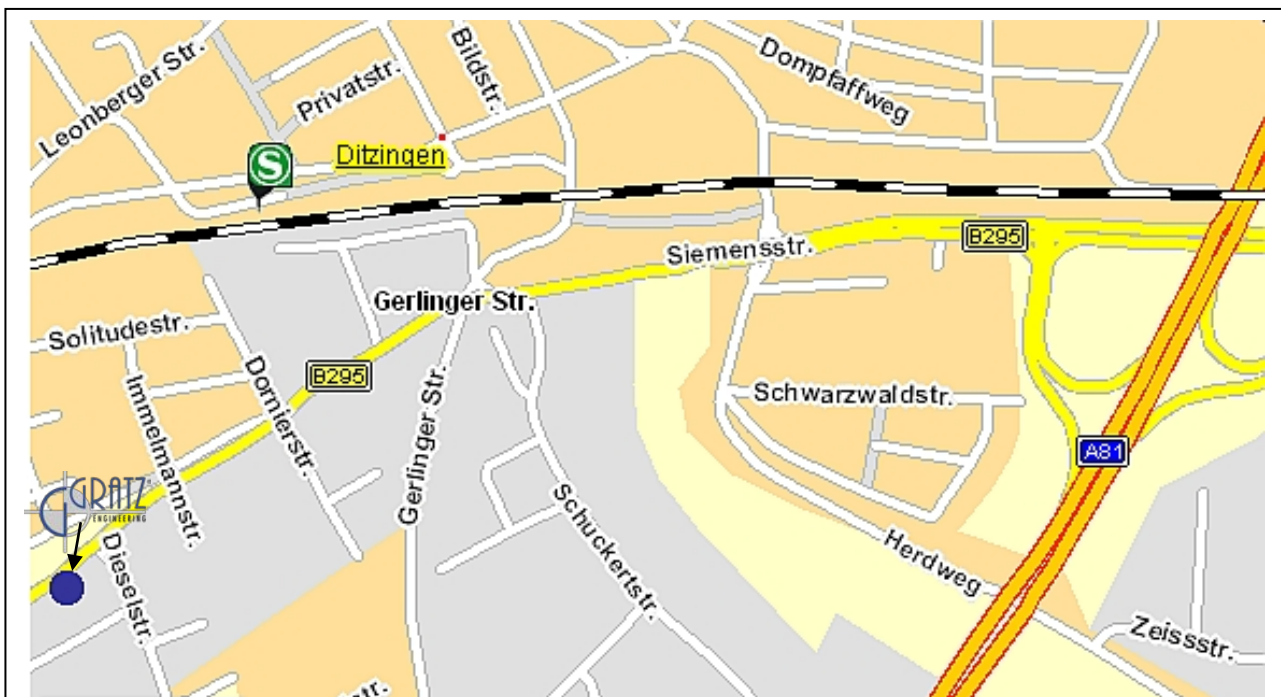 Leonberger Str.
Privatstr.
Bildstr.
Dompfaffweg
S
Ditzingen
B295
Siemensstr.
Gerlinger Str.
Solitudestr.
B295
Immelmannstr.
Dornierstr.
Gerlinger Str.
Schwarzwaldstr.
A81
GRATZ
ENGINEERING
Dieselstr.
Schuckertstr.
Herdweg
Zeissstr.
str.